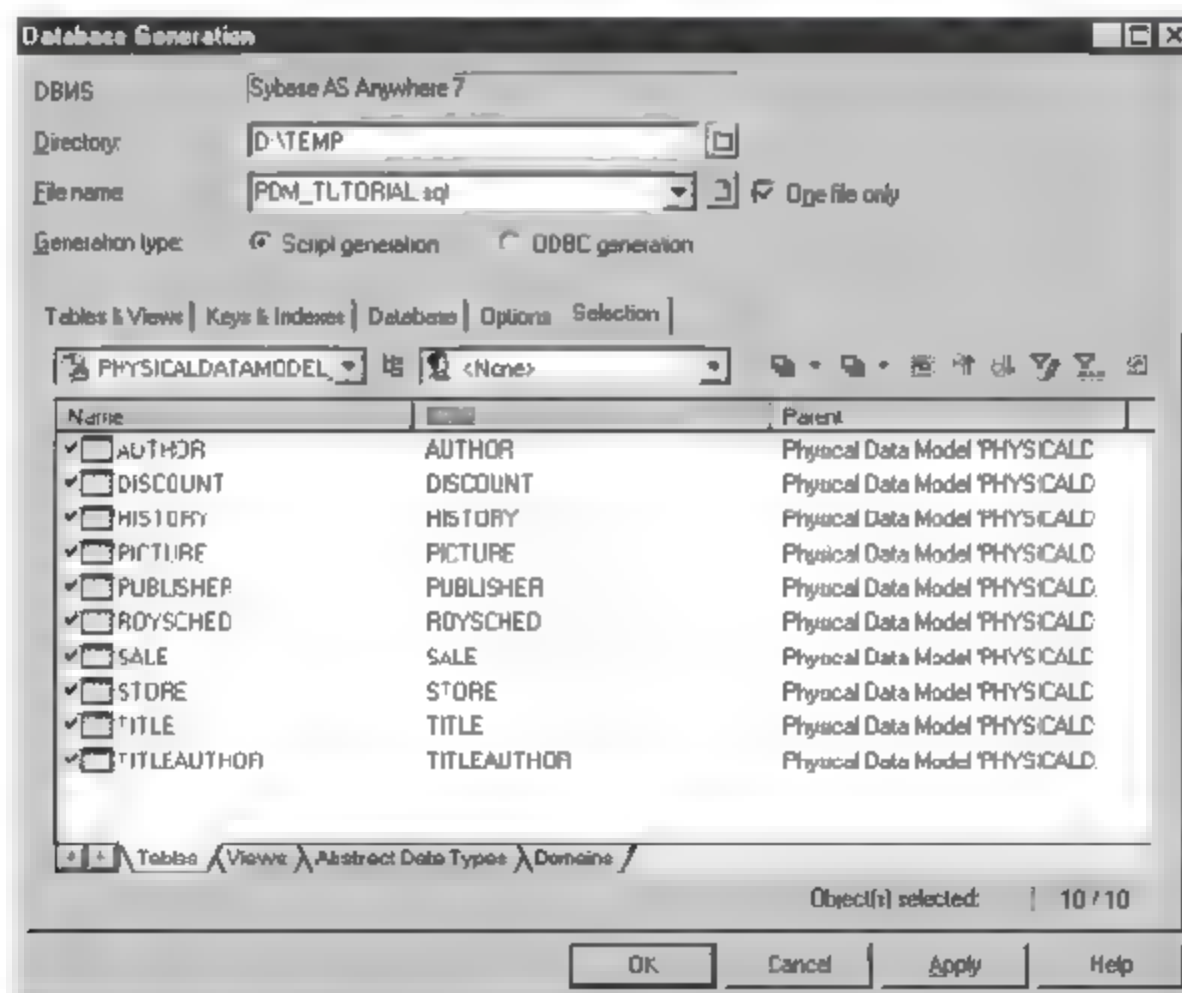 Database Generation
DBMS Sybase AS Anywhere 7
Directory: D:\TEMP
File name PDM_TUTORIAL.sql One file only
Generation type: Script generation ODBC generation
Tables & Views Keys & Indexes Database Options Selection
PHYSICALDATAMODEL_ <None>
Name Parent
AUTHOR AUTHOR Physical Data Model 'PHYSICALD
DISCOUNT DISCOUNT Physical Data Model 'PHYSICALD
HISTORY HISTORY Physical Data Model 'PHYSICALD
PICTURE PICTURE Physical Data Model 'PHYSICALD
PUBLISHER PUBLISHER Physical Data Model 'PHYSICALD
ROYSCHED ROYSCHED Physical Data Model 'PHYSICALD
SALE SALE Physical Data Model 'PHYSICALD
STORE STORE Physical Data Model 'PHYSICALD
TITLE TITLE Physical Data Model 'PHYSICALD
TITLEAUTHOR TITLEAUTHOR Physical Data Model 'PHYSICALD
Tables Views Abstract Data Types Domains
Object(s) selected: 10 / 10
OK Cancel Apply Help